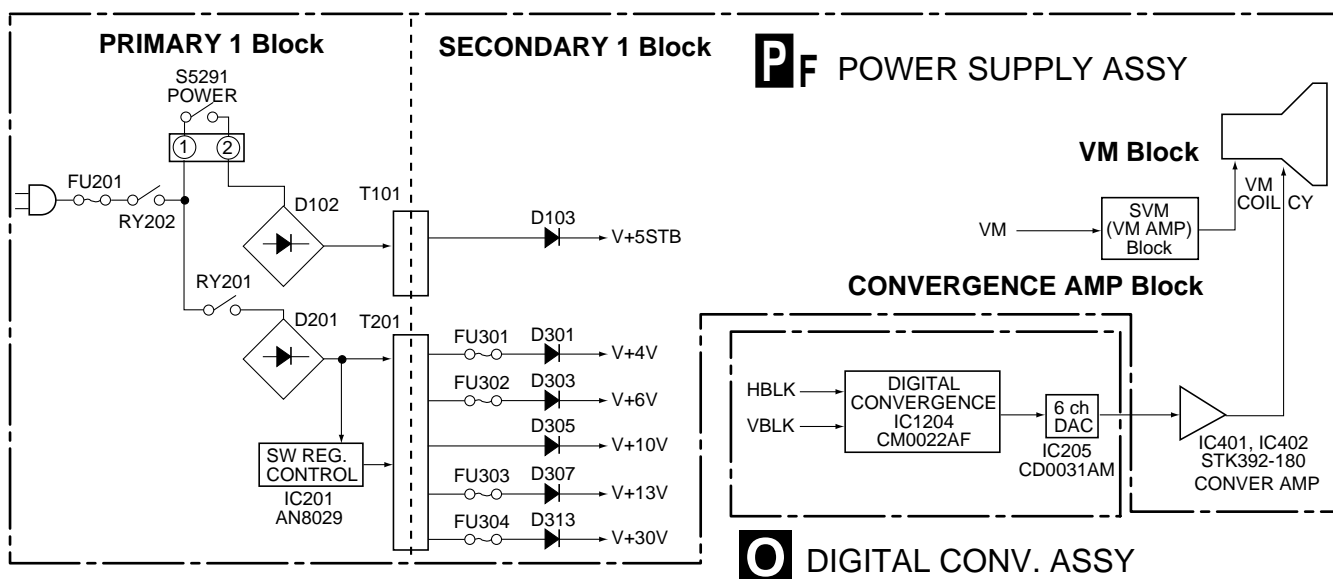 PRIMARY 1 Block
SECONDARY 1 Block
P F POWER SUPPLY ASSY
S5291
POWER
1 2
FU201
RY202
D102
T101
D103
V+5STB
RY201
D201
T201
FU301 D301 V+4V
FU302 D303 V+6V
D305 V+10V
FU303 D307 V+13V
FU304 D313 V+30V
SW REG.
CONTROL
IC201
AN8029
VM Block
VM
SVM
(VM AMP)
Block
VM
COIL
CY
CONVERGENCE AMP Block
HBLK
VBLK
DIGITAL
CONVERGENCE
IC1204
CM0022AF
6 ch
DAC
IC205
CD0031AM
IC401, IC402
STK392-180
CONVER AMP
O DIGITAL CONV. ASSY